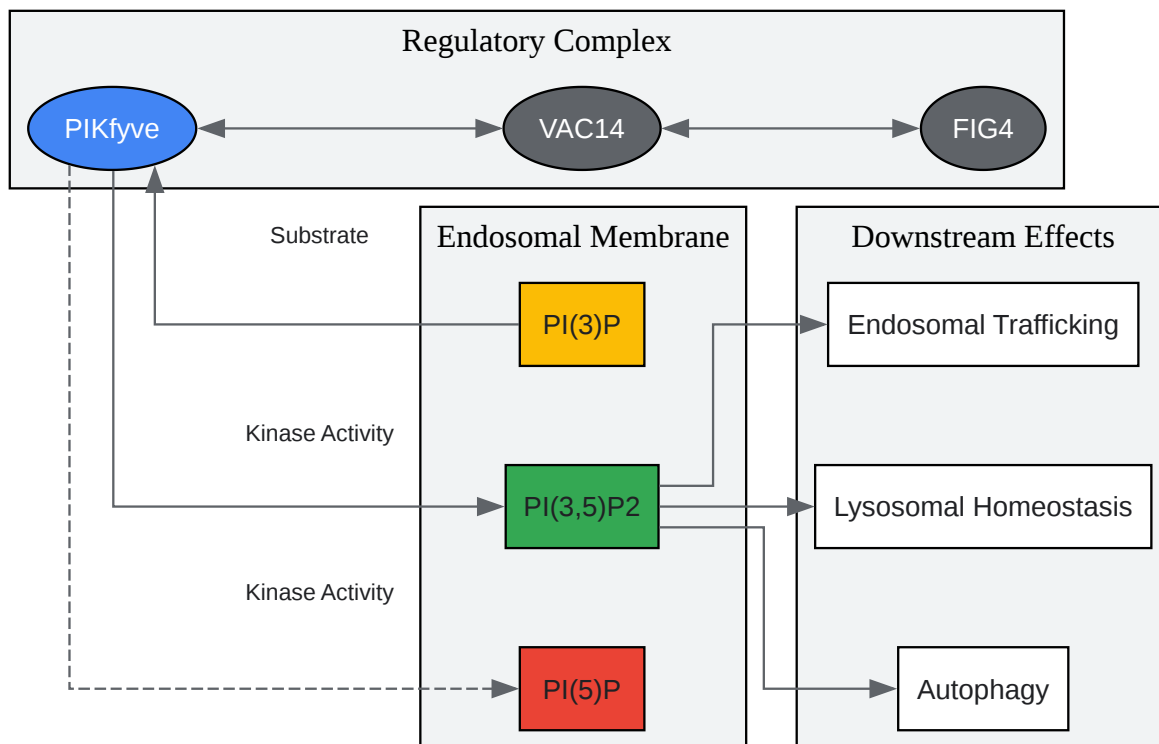 Regulatory Complex
PIKfyve
VAC14
FIG4
Substrate
Endosomal Membrane
Downstream Effects
PI(3)P
Endosomal Trafficking
Kinase Activity
PI(3,5)P2
Lysosomal Homeostasis
Kinase Activity
PI(5)P
Autophagy